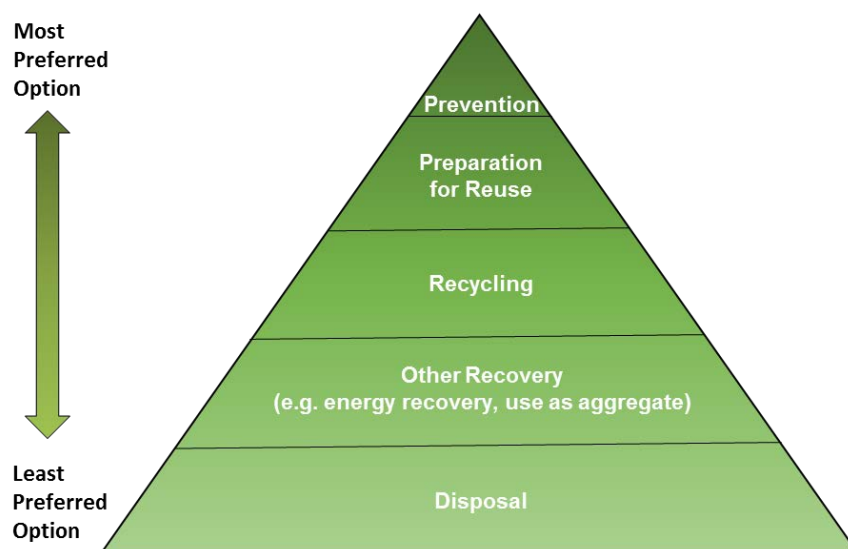 Most
Preferred
Option
Prevention
Preparation
for Reuse
Recycling
Other Recovery
(e.g. energy recovery, use as aggregate)
Disposal
Least
Preferred
Option